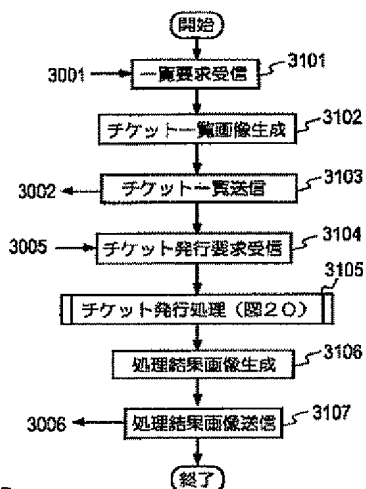 開始
3001 一覧要求受信 3101
チケット一覧画像生成 3102
3002 チケット一覧送信 3103
3005 チケット発行要求受信 3104
3105
チケット発行処理(図20)
処理結果画像生成 3106
3006 処理結果画像送信 3107
終了